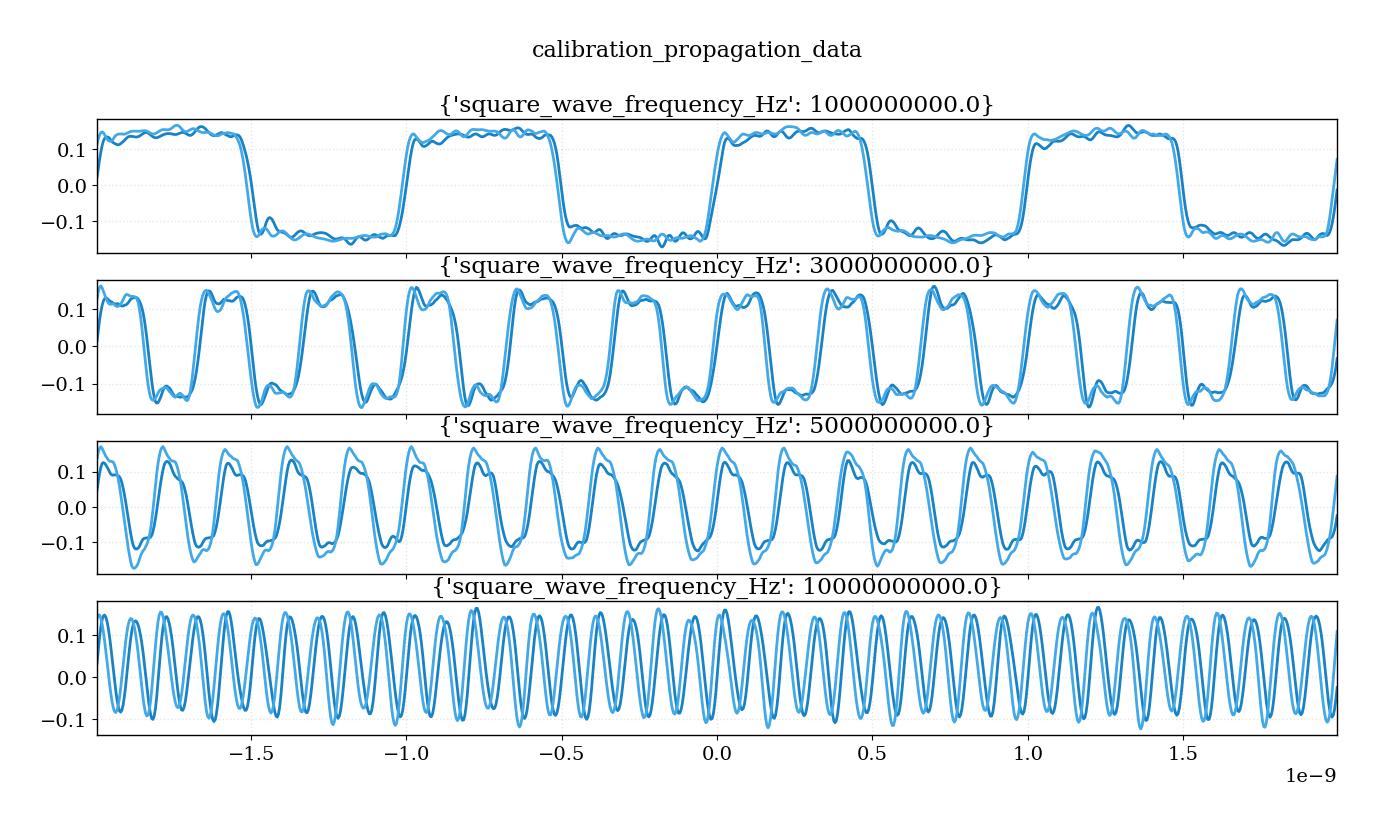 calibration_propagation_data
{'square_wave_frequency_Hz': 1000000000.0}
0.1
0.0
−0.1
{'square_wave_frequency_Hz': 3000000000.0}
0.1
0.0
−0.1
{'square_wave_frequency_Hz': 5000000000.0}
0.1
0.0
−0.1
{'square_wave_frequency_Hz': 10000000000.0}
0.1
0.0
−0.1
−1.5 −1.0 −0.5 0.0 0.5 1.0 1.5
1e−9